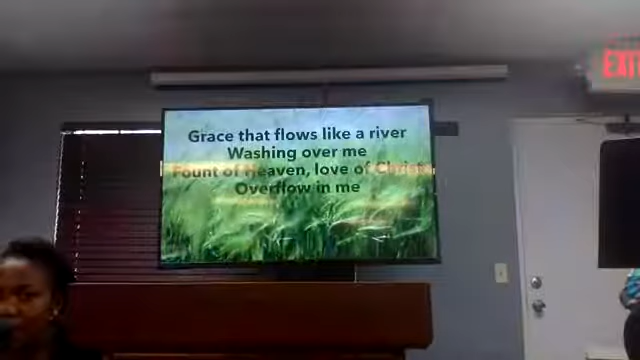 Grace that flows like a river
Washing over me
Fount of Heaven, love of Christ
Overflow in me
EXIT